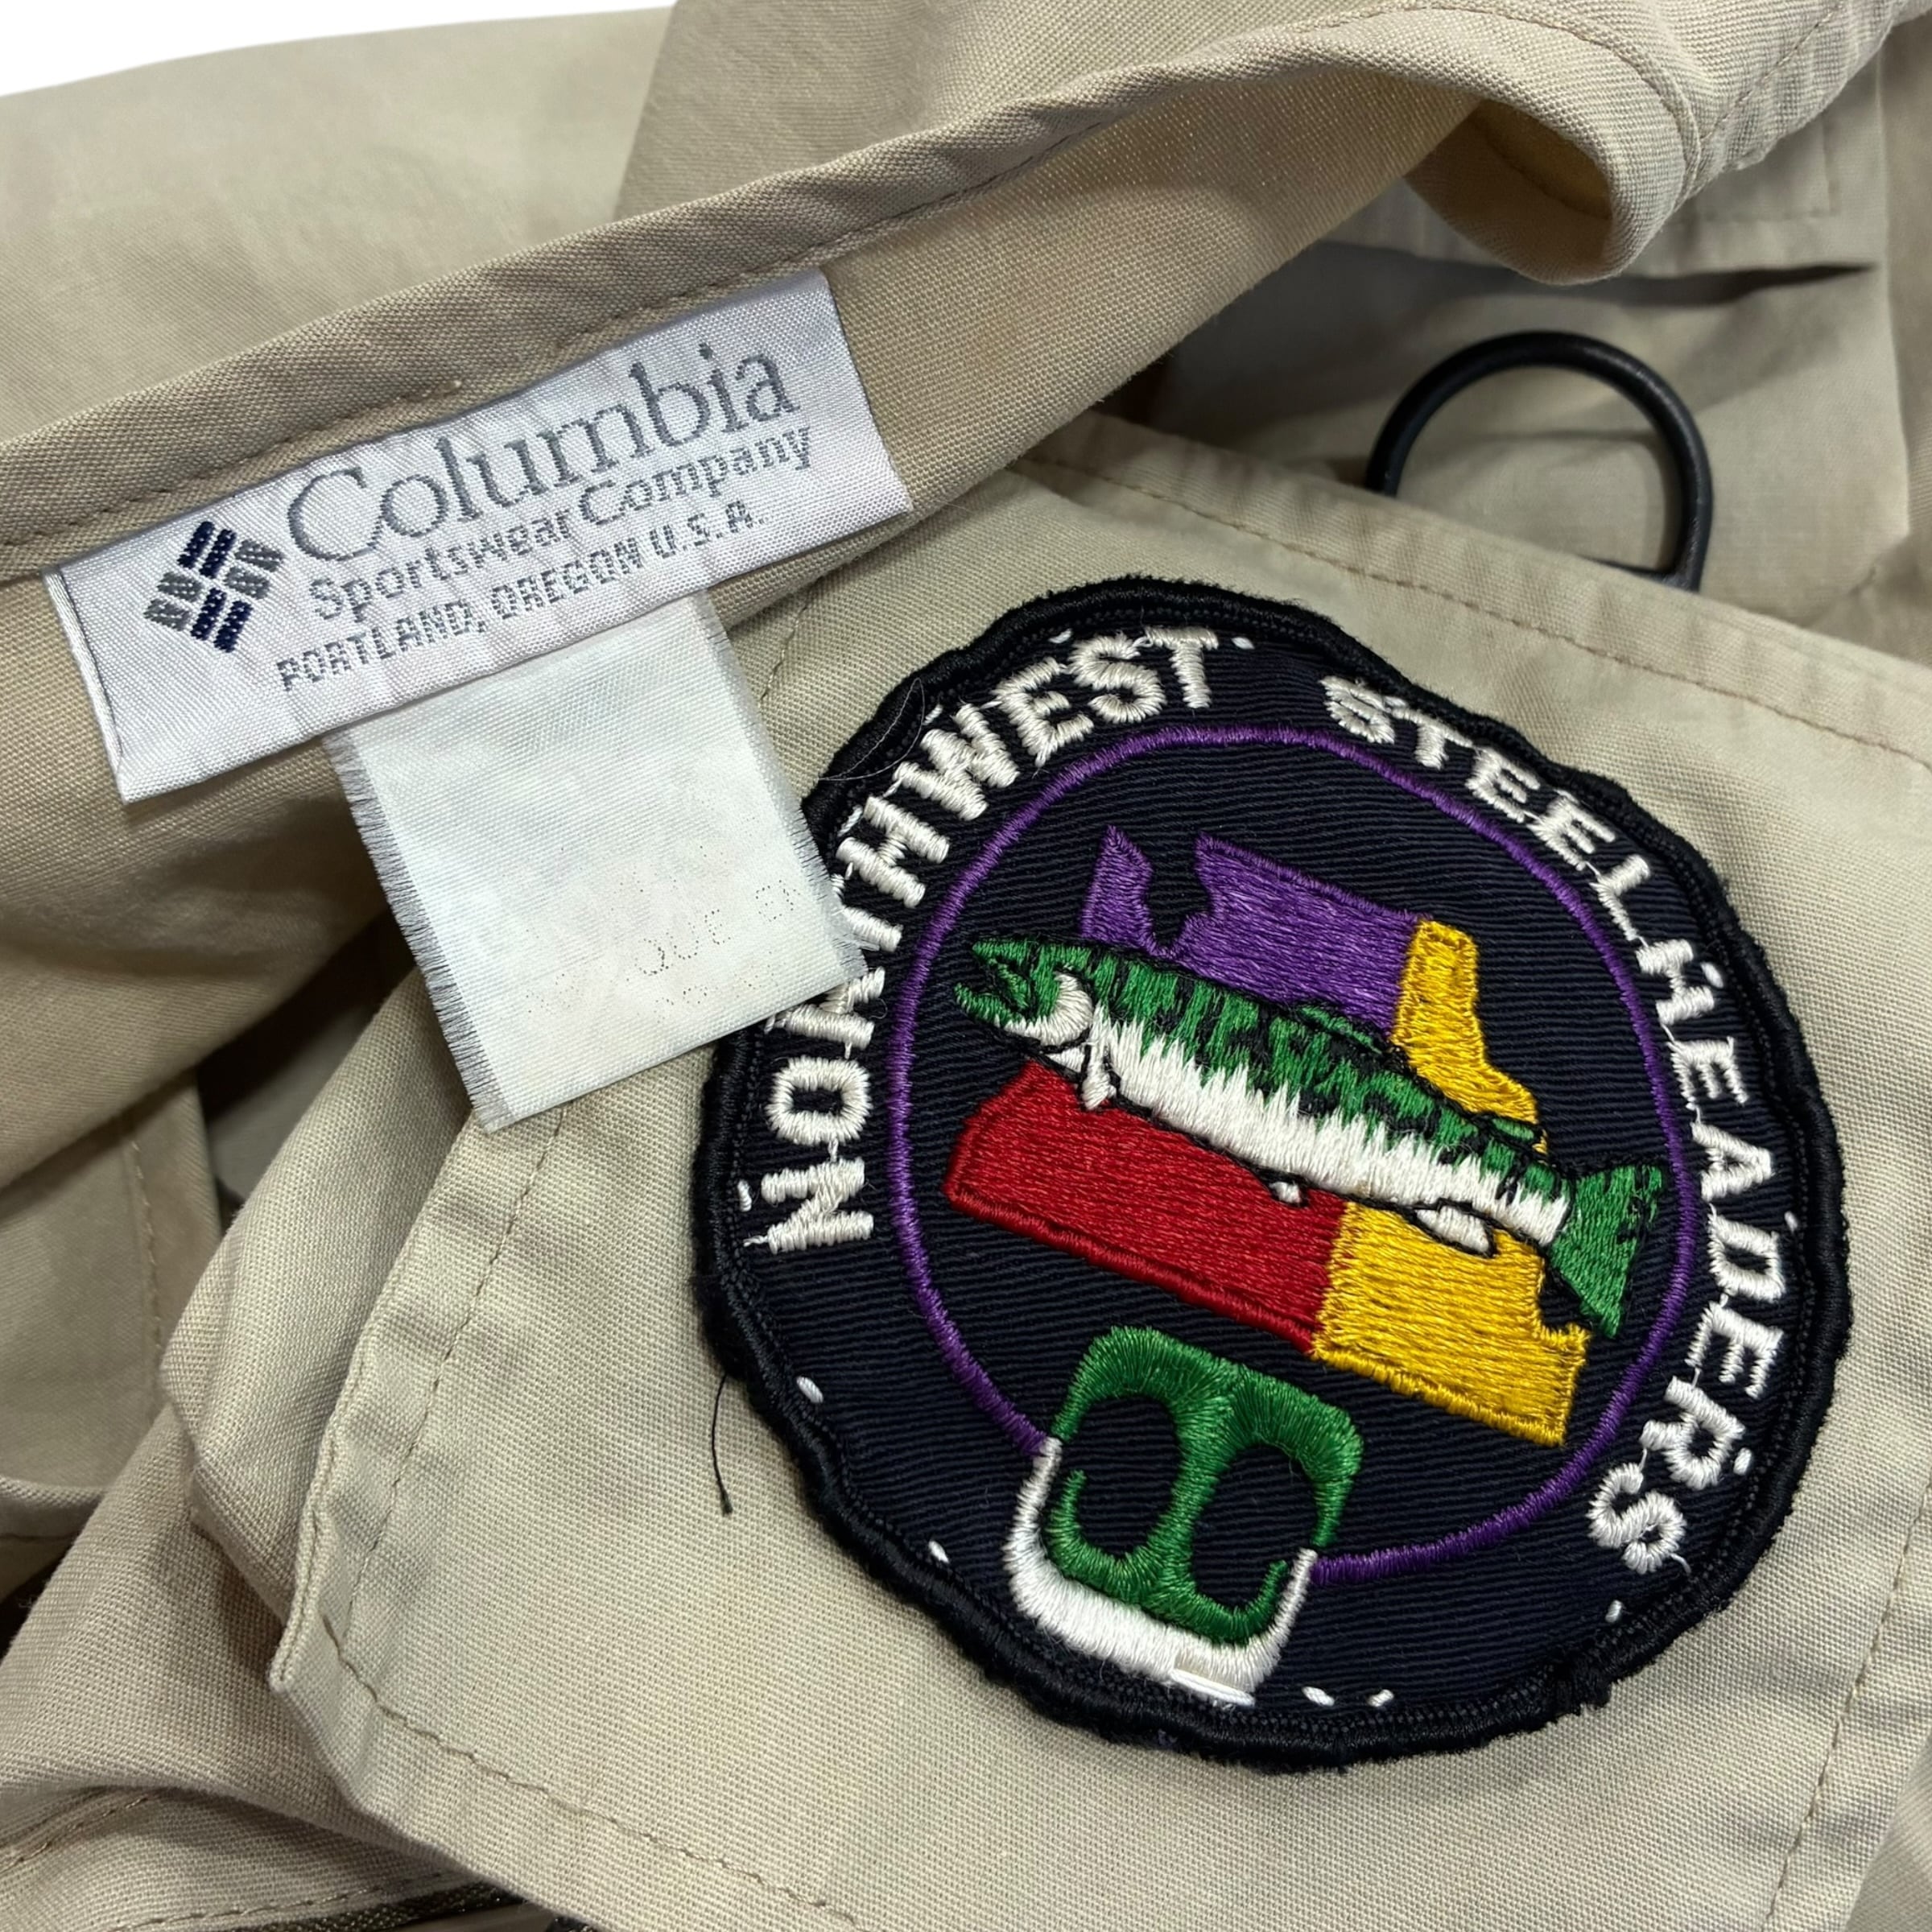 Columbia
Sportswear Company
PORTLAND, OREGON U.S.A.
NORTHWEST STEELHEADERS